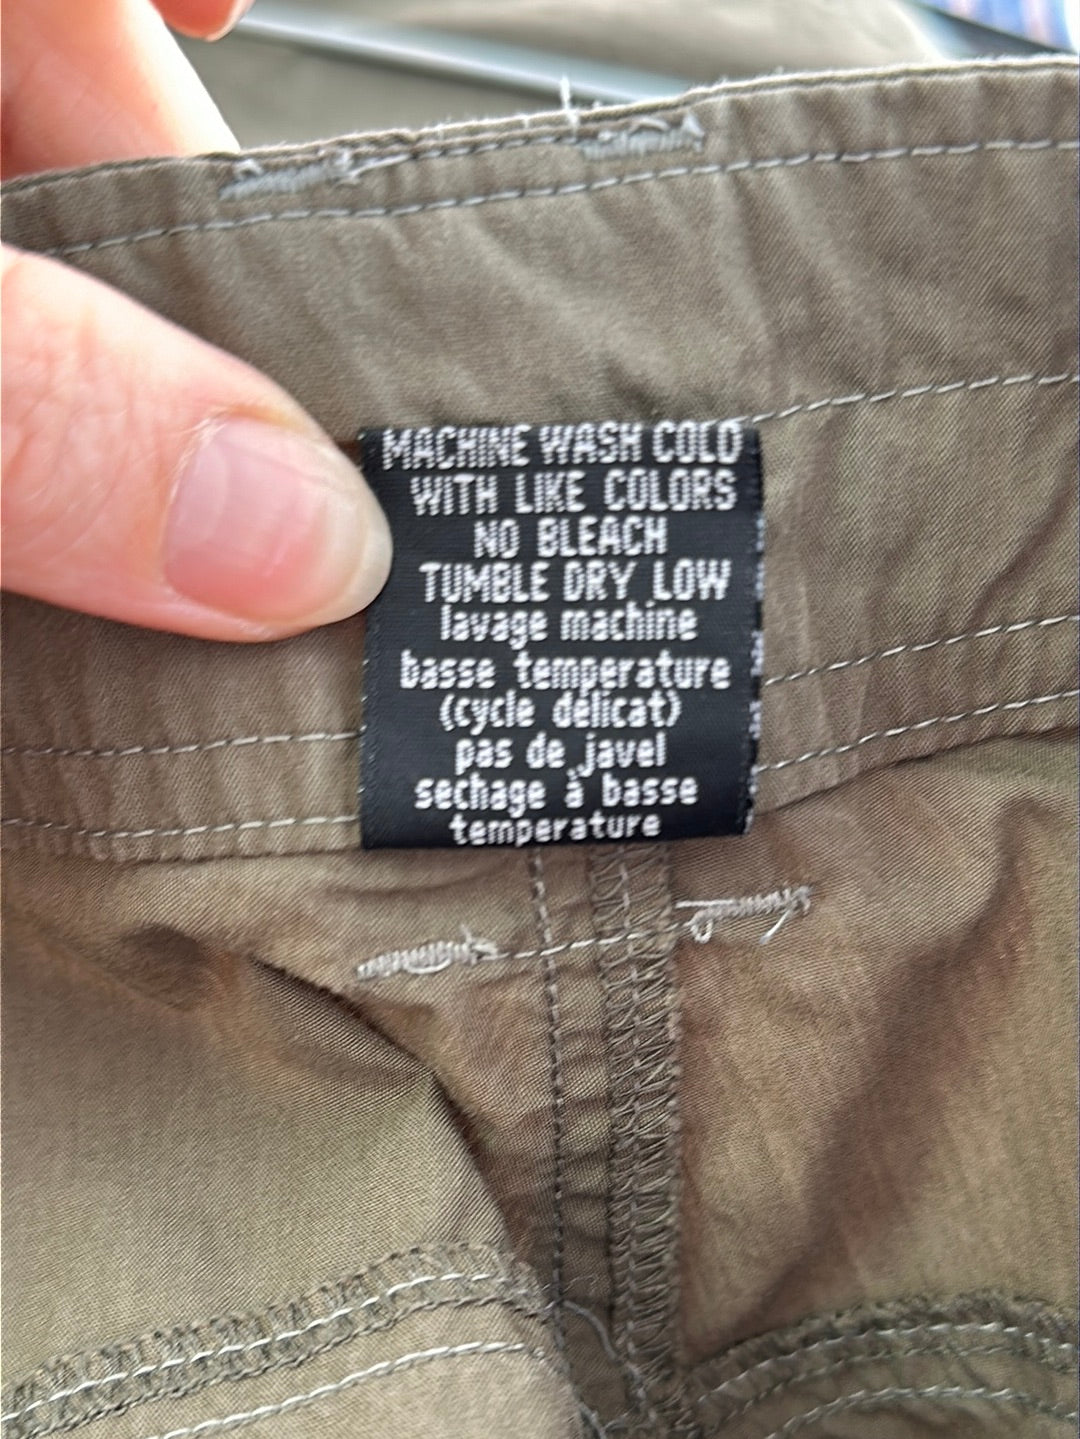 MACHINE WASH COLD
WITH LIKE COLORS
NO BLEACH
TUMBLE DRY LOW
lavage machine
basse temperature
(cycle délicat)
pas de javel
sechage à basse
temperature